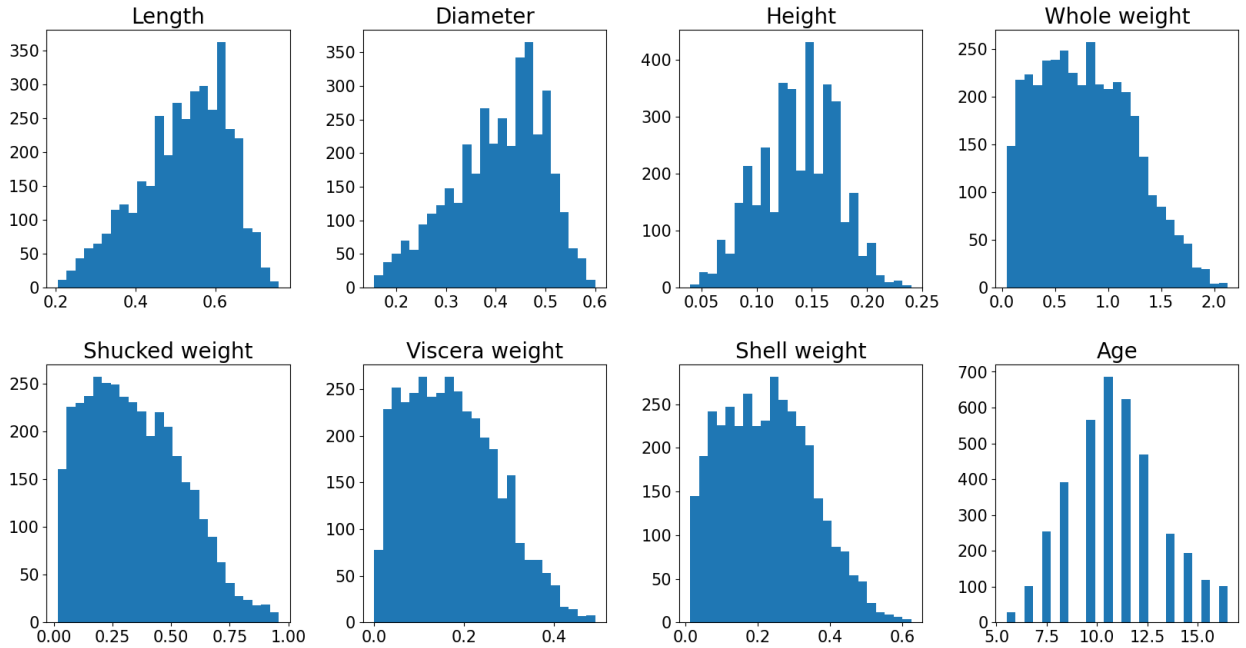 Length Diameter Height Whole weight
350 350 400 250
300 300 200
250 250 300 150
200 200 200 100
150 150 100 50
100 100 0
50 50
0 0 0
0.2 0.4 0.6 0.2 0.3 0.4 0.5 0.6 0.05 0.10 0.15 0.20 0.25 0.0 0.5 1.0 1.5 2.0
Shucked weight Viscera weight Shell weight Age
250 250 250 700
200 200 200 600
150 150 150 500
100 100 100 400
50 50 50 300
0 0 0 200
100
0
0.00 0.25 0.50 0.75 1.00 0.0 0.2 0.4 0.0 0.2 0.4 0.6 5.0 7.5 10.0 12.5 15.0